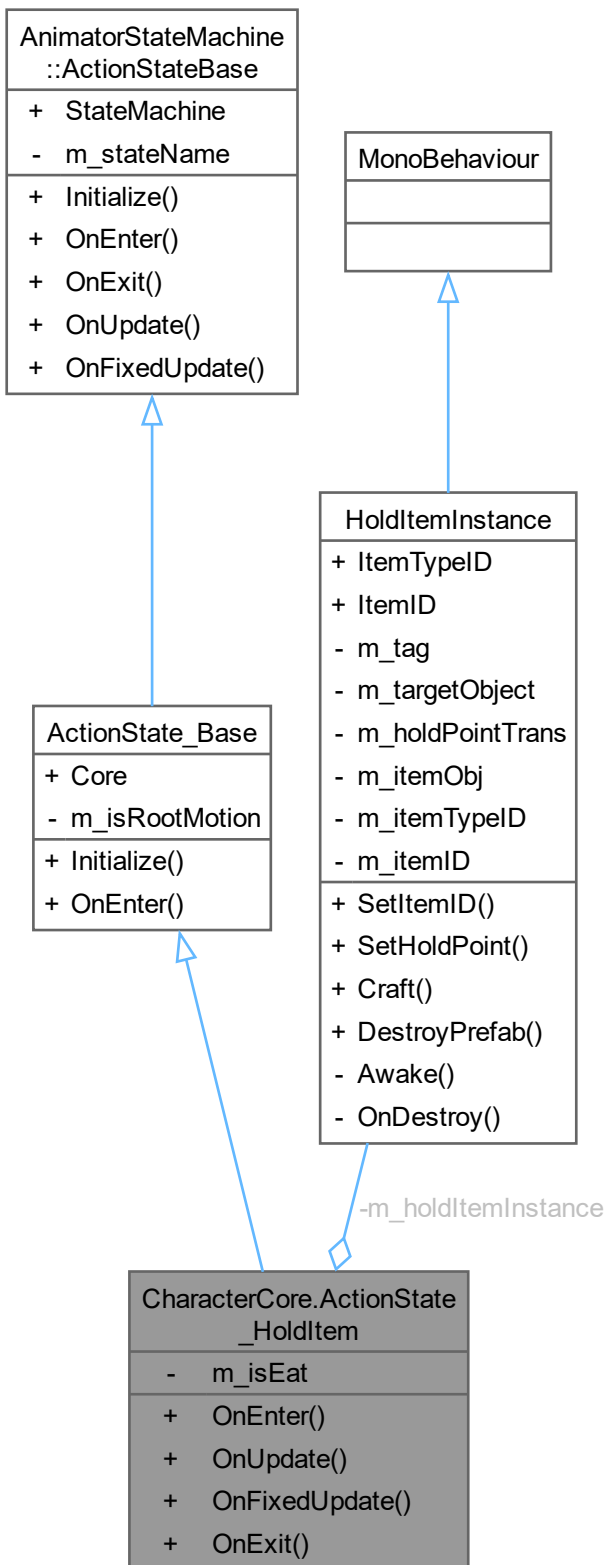 AnimatorStateMachine
::ActionStateBase
+ StateMachine
- m_stateName
+ Initialize()
+ OnEnter()
+ OnExit()
+ OnUpdate()
+ OnFixedUpdate()
MonoBehaviour
HoldItemInstance
+ ItemTypeID
+ ItemID
- m_tag
- m_targetObject
- m_holdPointTrans
- m_itemObj
- m_itemTypeID
- m_itemID
+ SetItemID()
+ SetHoldPoint()
+ Craft()
+ DestroyPrefab()
- Awake()
- OnDestroy()
ActionState_Base
+ Core
- m_isRootMotion
+ Initialize()
+ OnEnter()
-m_holdItemInstance
CharacterCore.ActionState
_HoldItem
- m_isEat
+ OnEnter()
+ OnUpdate()
+ OnFixedUpdate()
+ OnExit()